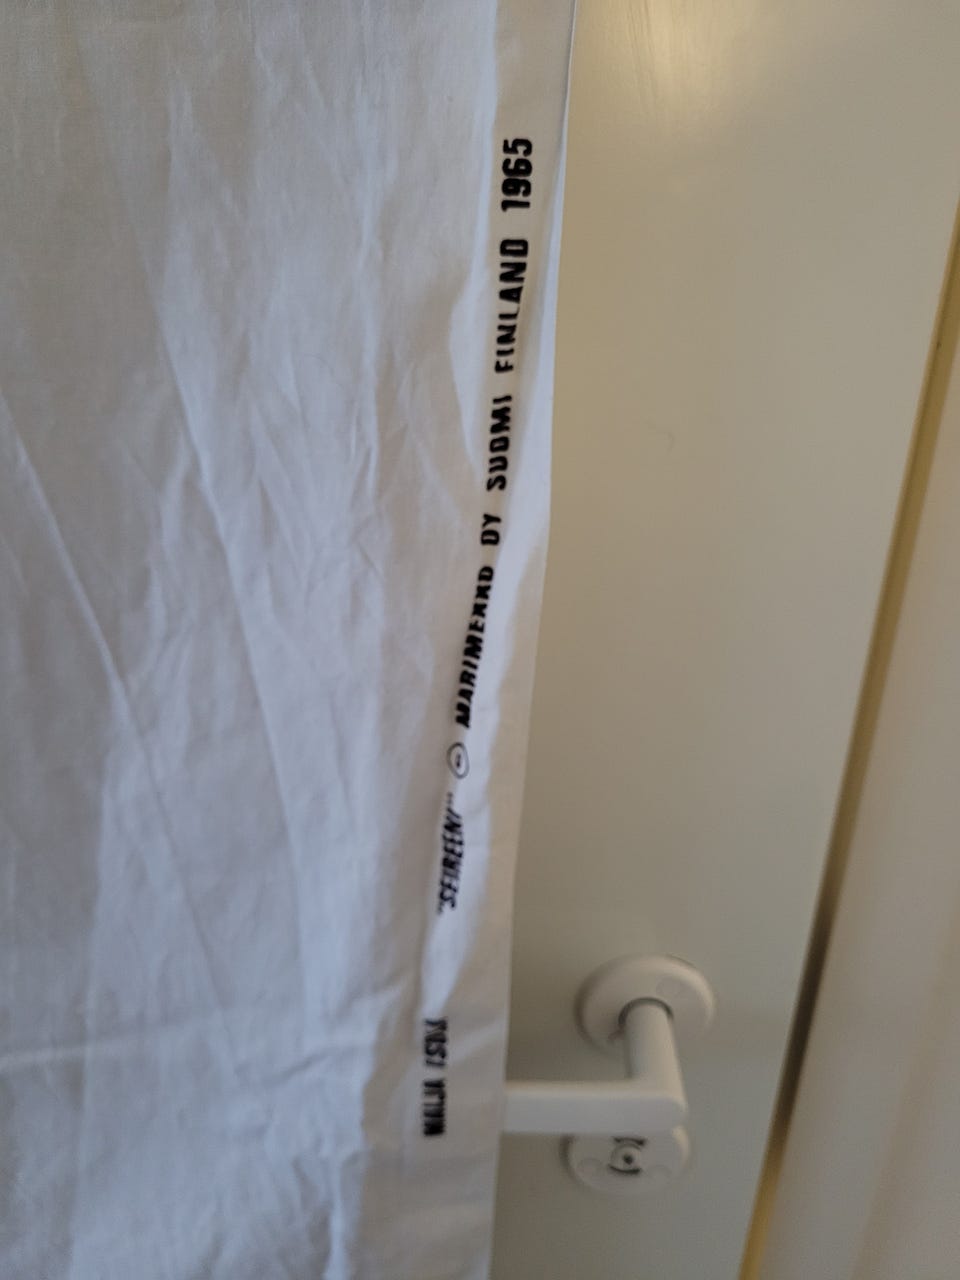 MAIJA ISOLA "SEIREENI" © MARIMEKKO OY SUOMI FINLAND 1965